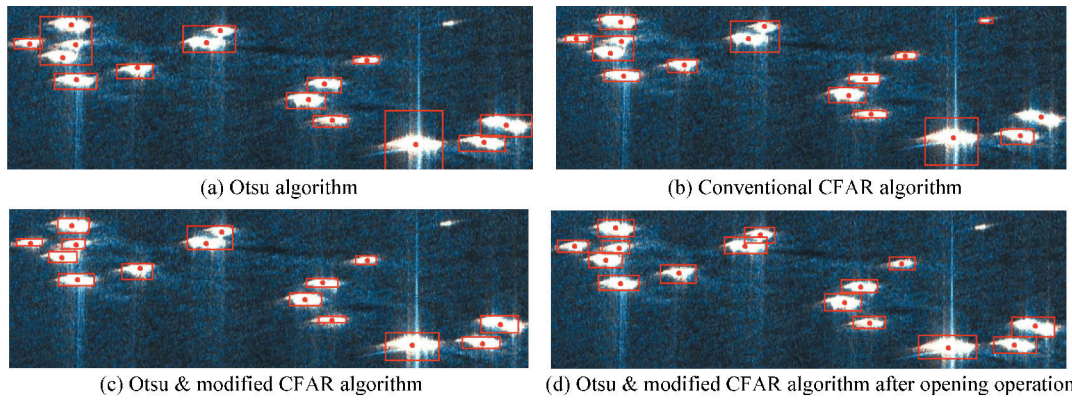 (a) Otsu algorithm
(b) Conventional CFAR algorithm
(c) Otsu & modified CFAR algorithm
(d) Otsu & modified CFAR algorithm after opening operation